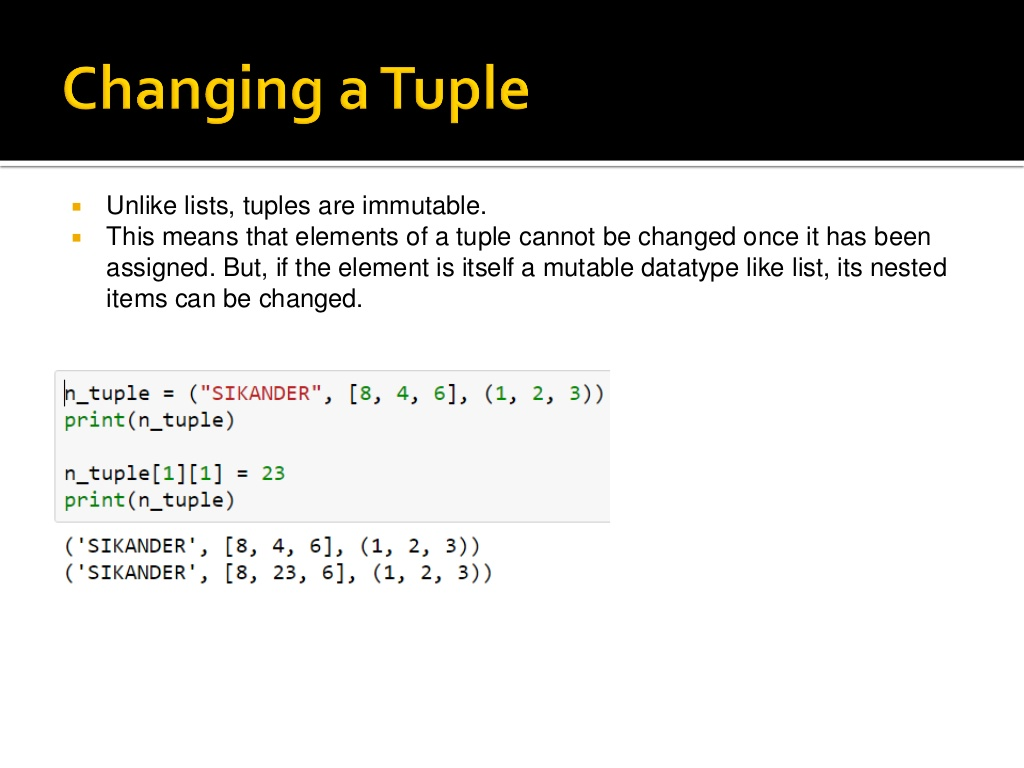 Changing a Tuple
Unlike lists, tuples are immutable.
This means that elements of a tuple cannot be changed once it has been
assigned. But, if the element is itself a mutable datatype like list, its nested
items can be changed.
n_tuple = ("SIKANDER", [8, 4, 6], (1, 2, 3))
print(n_tuple)
n_tuple[1][1] = 23
print(n_tuple)
('SIKANDER', [8, 4, 6], (1, 2, 3))
('SIKANDER', [8, 23, 6], (1, 2, 3))